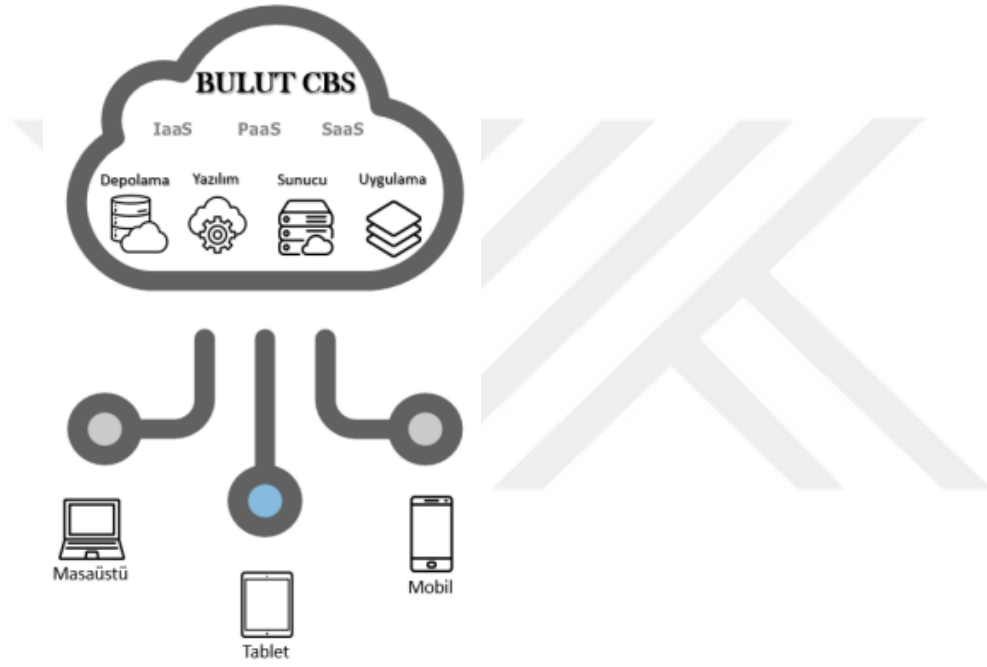 BULUT CBS
IaaS PaaS SaaS
Depolama Yazılım Sunucu Uygulama
Masaüstü
Mobil
Tablet